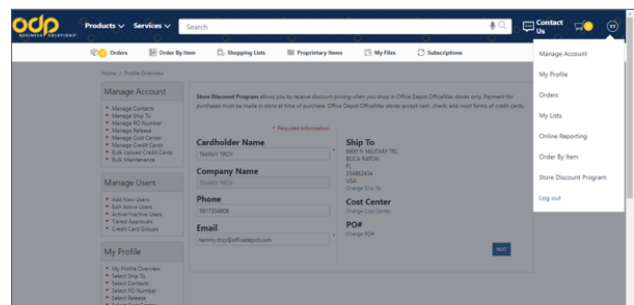 odp
BUSINESS SOLUTIONS
Products
Services
Search
Contact Us
TT
Orders
Order By Item
Shopping Lists
Proprietary Items
My Files
Subscriptions
Home / Profile Overview
Manage Account
Manage Contacts
Manage Ship To
Manage PO Number
Manage Release
Manage Cost Center
Manage Credit Cards
Bulk Upload Credit Cards
Bulk Maintenance
Manage Users
Add New Users
Edit Active Users
Active/Inactive Users
Tiered Approvals
Credit Card Groups
My Profile
My Profile Overview
Select Ship To
Select Contacts
Select PO Number
Select Release
Select Cost Center
Store Discount Program allows you to receive discount pricing when you shop in Office Depot OfficeMax stores only. Payment for
purchases must be made in store at time of purchase. Office Depot OfficeMax stores accept cash, check, and most forms of credit cards.
* Required Information
Cardholder Name
TAMMY TROY
*
Company Name
TAMMY TROY
Phone
5617304808
Email
tammy.troy@officedepot.com
*
Ship To
6600 N MILITARY TRL
BOCA RATON
FL
334962434
USA
Change Ship To
Cost Center
Change Cost Center
PO#
Change PO#
NEXT
Manage Account
My Profile
Orders
My Lists
Online Reporting
Order By Item
Store Discount Program
Log out